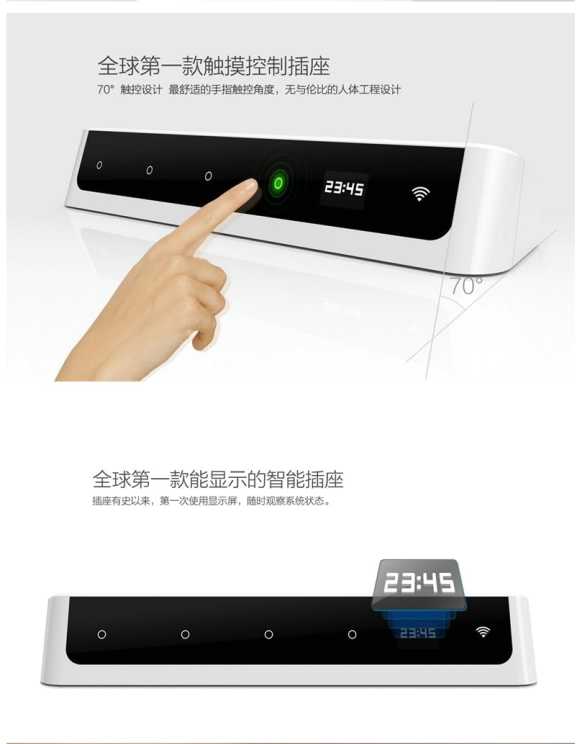 全球第一款触摸控制插座
70° 触控设计 最舒适的手指触控角度，无与伦比的人体工程设计
23:45
70°
全球第一款能显示的智能插座
插座有史以来，第一次使用显示屏，随时观察系统状态。
23:45
23:45